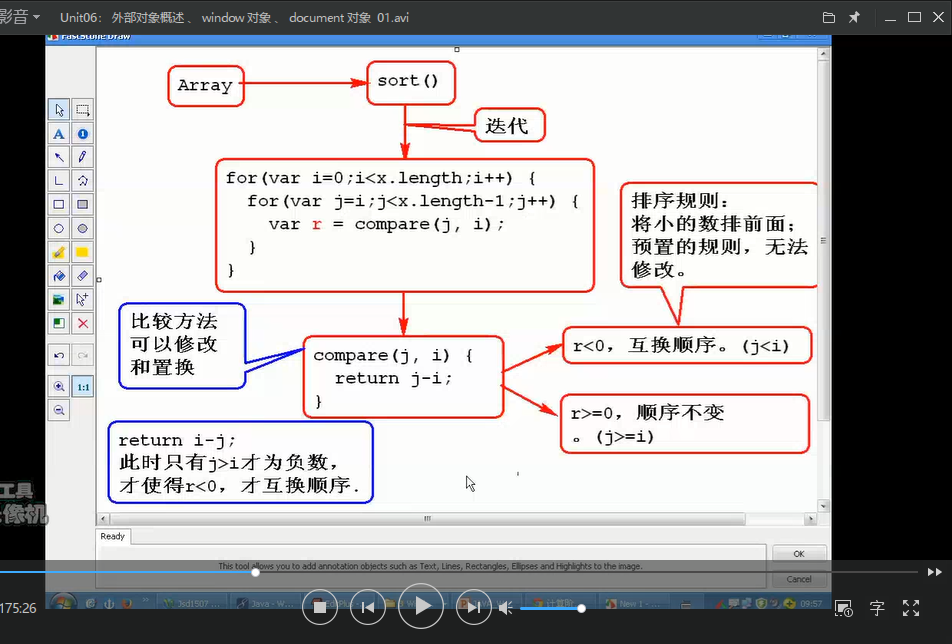 影音
Unit06： 外部对象概述 、 window 对象 、 document 对象 01.avi
FastStone Draw
Array
sort()
迭代
for(var i=0;i<x.length;i++) {
for(var j=i;j<x.length-1;j++) {
var r = compare(j, i);
}
}
排序规则：
将小的数排前面；
预置的规则，无法
修改。
比较方法
可以修改
和置换
compare(j, i) {
return j-i;
}
r<0，互换顺序。(j<i)
r>=0，顺序不变
。(j>=i)
return i-j;
此时只有j>i才为负数，
才使得r<0，才互换顺序.
A
1
1:1
工具
像机
Ready
This tool allows you to add annotation objects such as Text, Lines, Rectangles, Ellipses and Highlights to the image.
OK
Cancel
175:26
Jsd1507
Java - W...
New 1 - ...
09:57
字